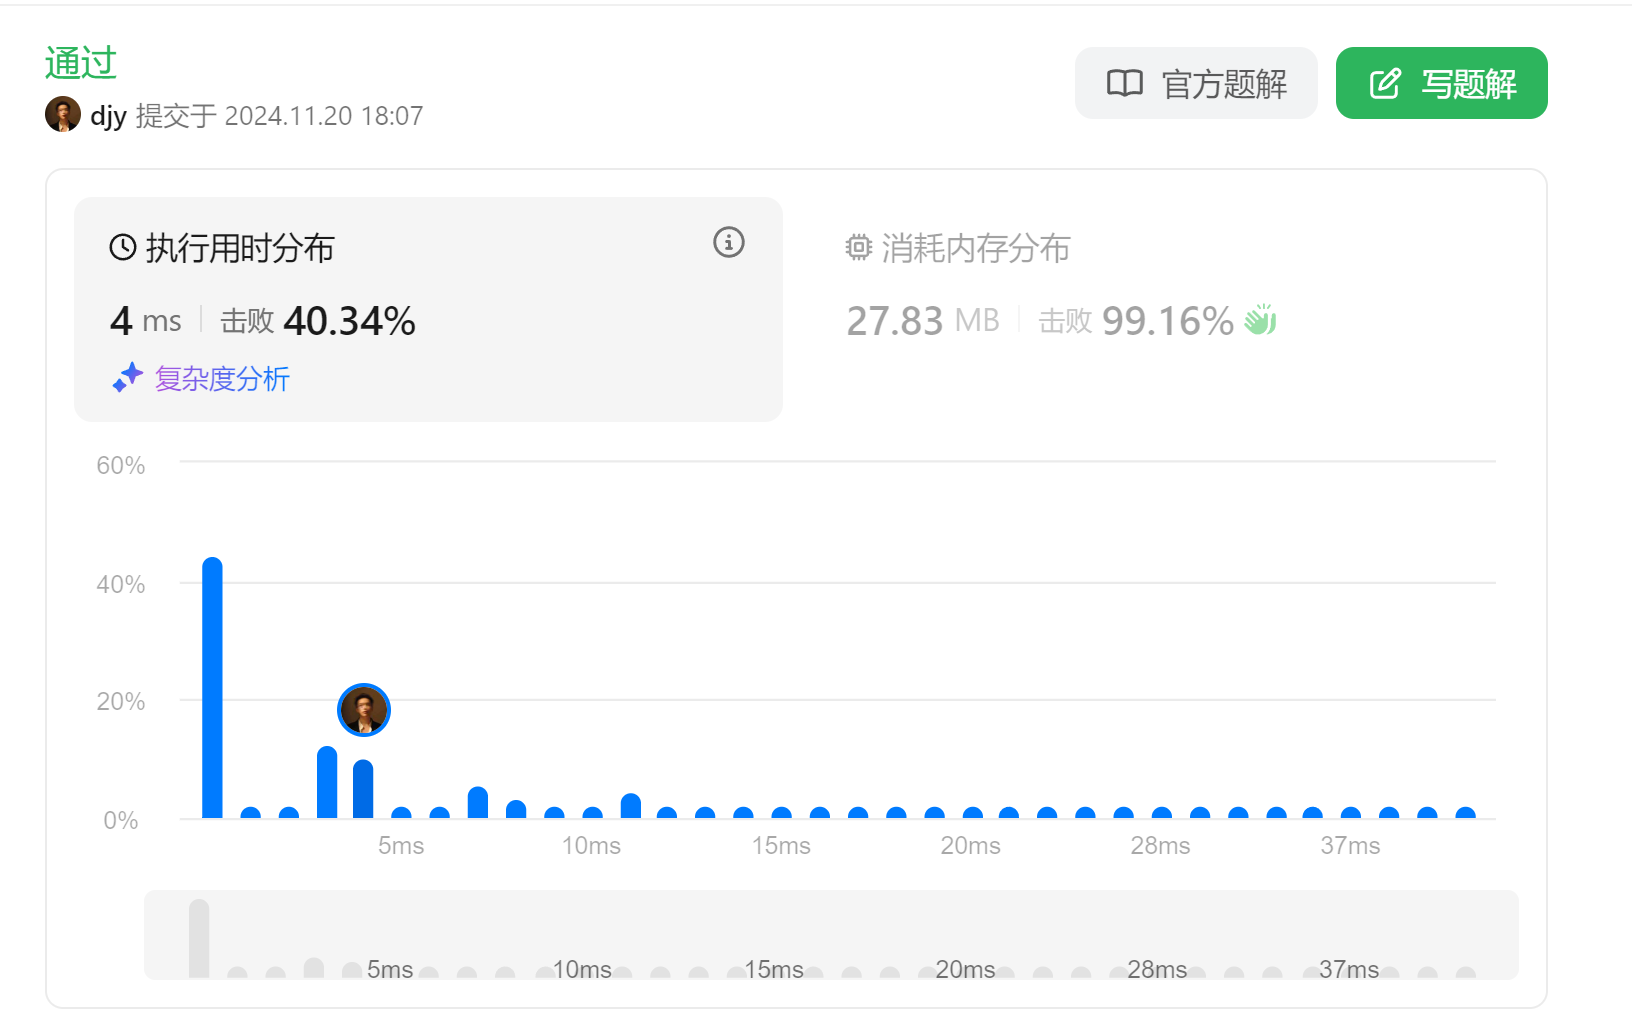 通过
djy 提交于 2024.11.20 18:07
官方题解
写题解
执行用时分布
4 ms 击败 40.34%
复杂度分析
消耗内存分布
27.83 MB 击败 99.16%
60%
40%
20%
0%
5ms 10ms 15ms 20ms 28ms 37ms
5ms 10ms 15ms 20ms 28ms 37ms